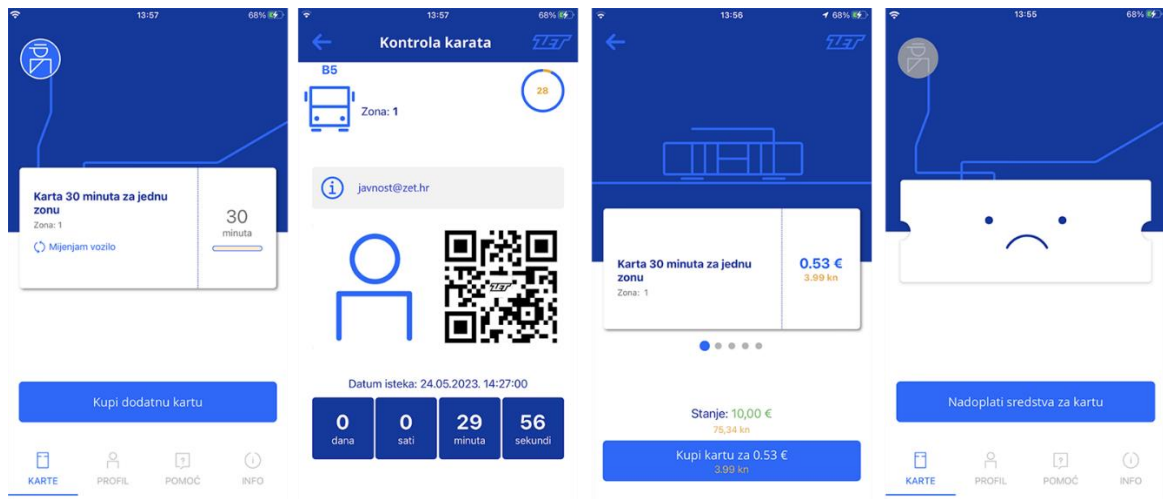 13:57
68%
Karta 30 minuta za jednu
zonu
Zona: 1
Mijenjam vozilo
30
minuta
Kupi dodatnu kartu
KARTE
PROFIL
POMOĆ
INFO
13:57
68%
Kontrola karata
ZET
B5
Zona: 1
28
javnost@zet.hr
ZET
Datum isteka: 24.05.2023. 14:27:00
0
dana
0
sati
29
minuta
56
sekundi
13:56
68%
ZET
Karta 30 minuta za jednu
zonu
Zona: 1
0.53 €
3.99 kn
Stanje: 10,00 €
75,34 kn
Kupi kartu za 0.53 €
3.99 kn
13:55
68%
Nadoplati sredstva za kartu
KARTE
PROFIL
POMOĆ
INFO